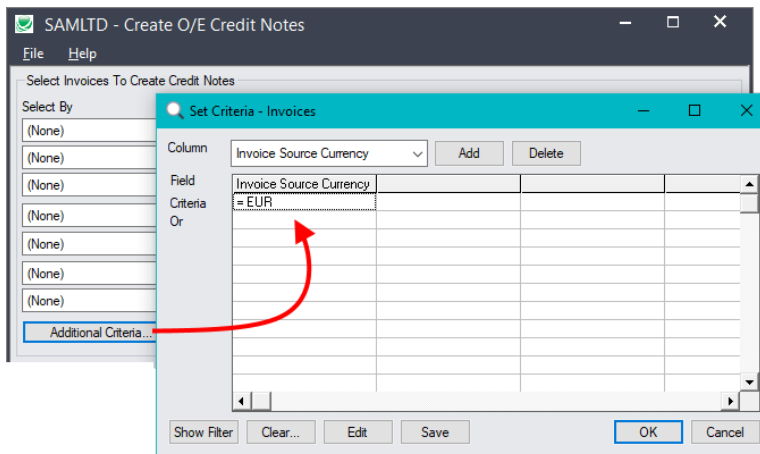 SAMLTD - Create O/E Credit Notes
File Help
Select Invoices To Create Credit Notes
Select By
(None)
(None)
(None)
(None)
(None)
(None)
(None)
Additional Criteria...
Set Criteria - Invoices
Column Invoice Source Currency Add Delete
Field Invoice Source Currency
Criteria = EUR
Or
Show Filter Clear... Edit Save OK Cancel